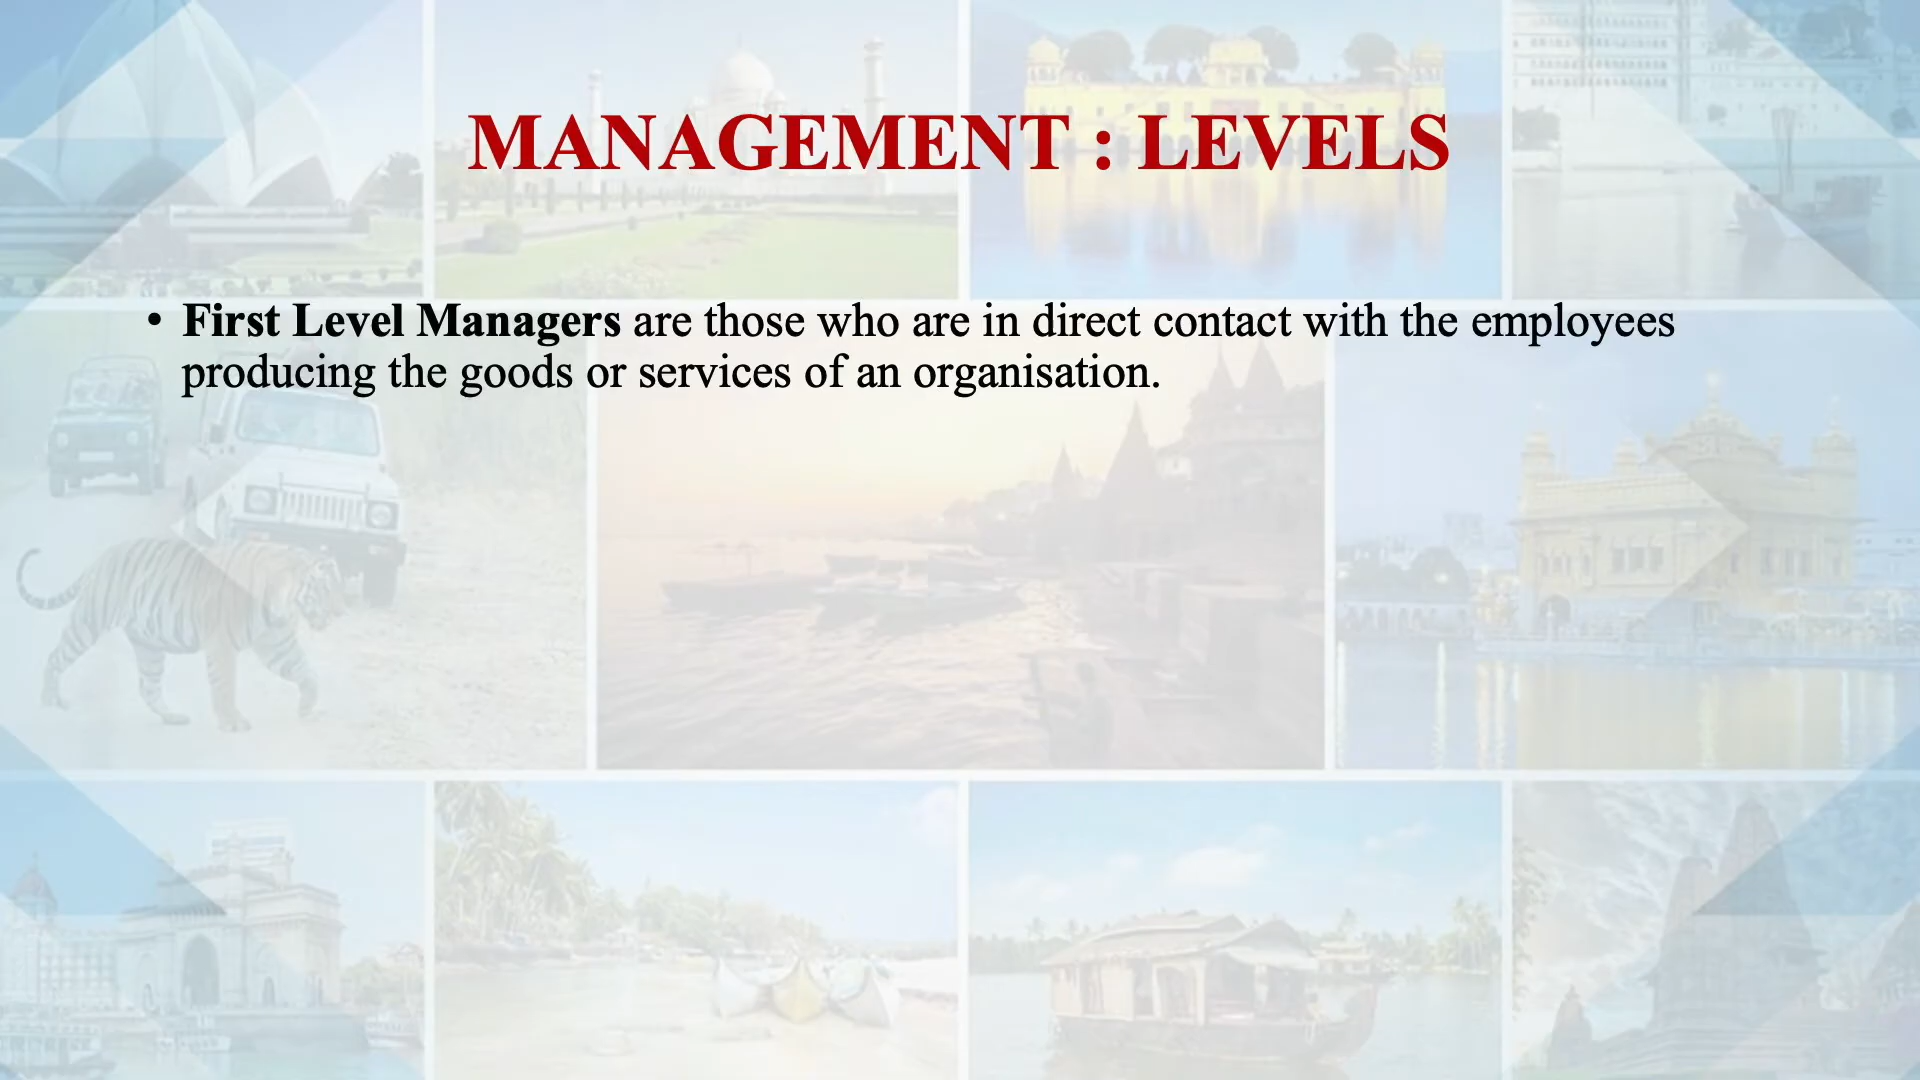 MANAGEMENT : LEVELS
• First Level Managers are those who are in direct contact with the employees
producing the goods or services of an organisation.